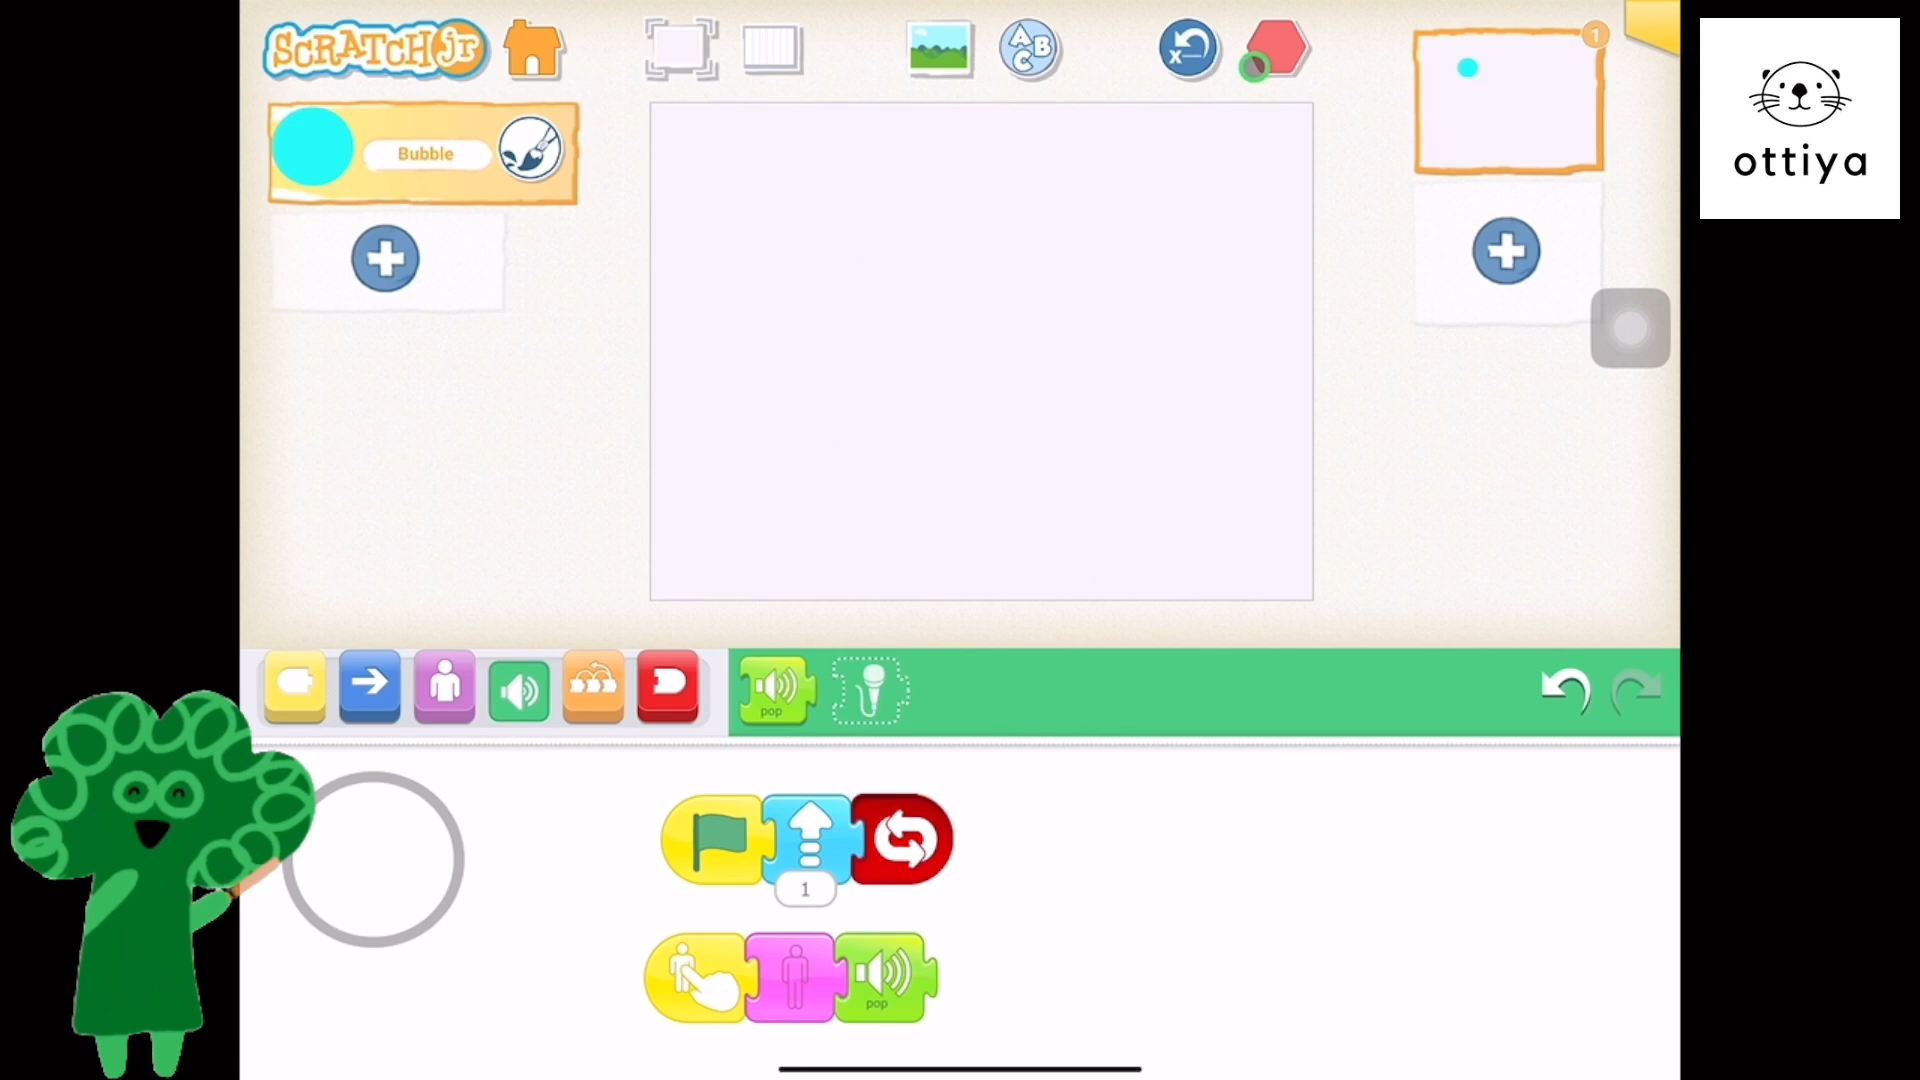 SCRATCHjr
A B C
x
1
ottiya
Bubble
pop
1
pop